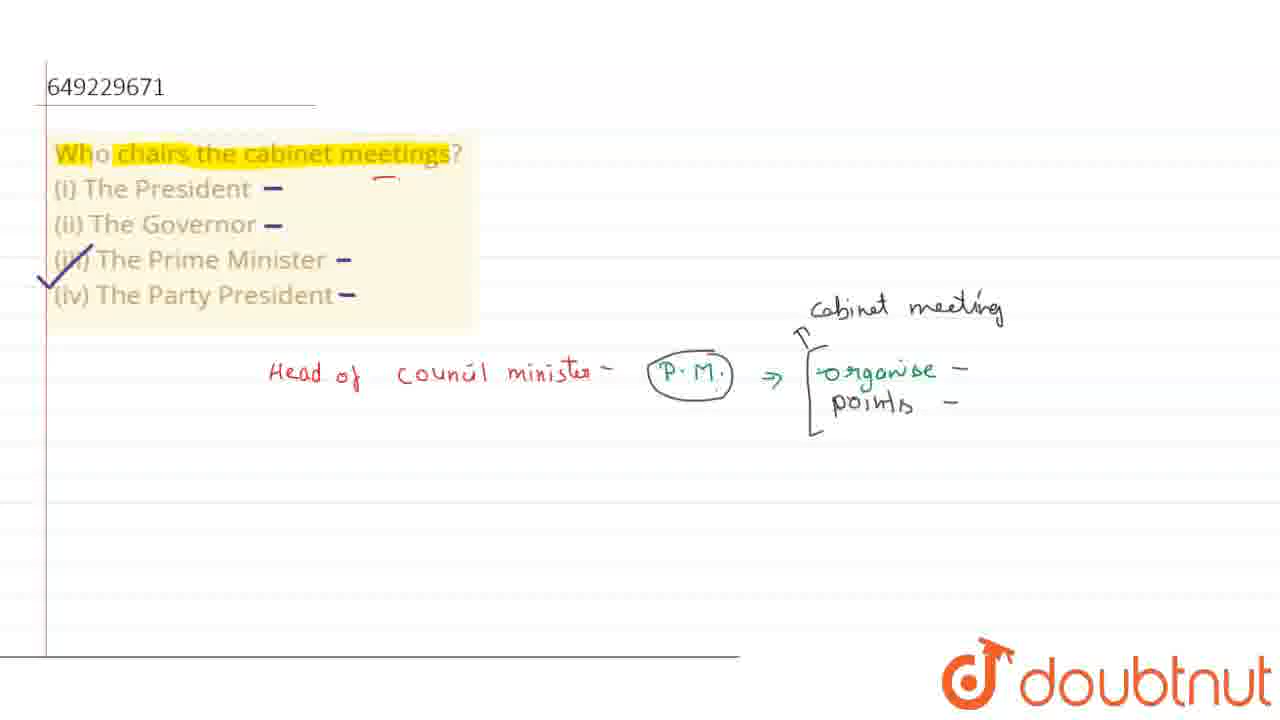 649229671
Who chairs the cabinet meetings?
(i) The President –
(ii) The Governor –
(iii) The Prime Minister –
(iv) The Party President –
cabinet meeting
Head of council minister – P.M. ⇒ organise –
points –
doubtnut